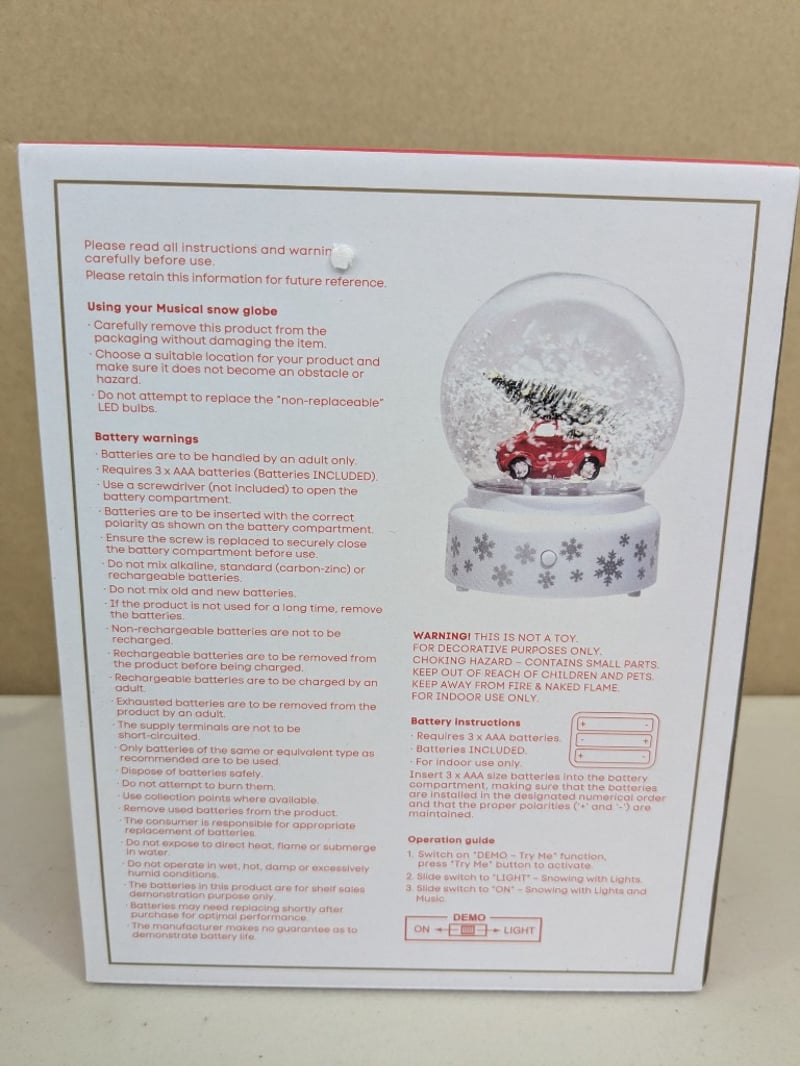 Please read all instructions and warnin
carefully before use.
Please retain this information for future reference.
Using your Musical snow globe
· Carefully remove this product from the
packaging without damaging the item.
· Choose a suitable location for your product and
make sure it does not become an obstacle or
hazard.
· Do not attempt to replace the "non-replaceable"
LED bulbs.
Battery warnings
· Batteries are to be handled by an adult only.
· Requires 3 x AAA batteries (Batteries INCLUDED).
· Use a screwdriver (not included) to open the
battery compartment.
· Batteries are to be inserted with the correct
polarity as shown on the battery compartment.
· Ensure the screw is replaced to securely close
the battery compartment before use.
· Do not mix alkaline, standard (carbon-zinc) or
rechargeable batteries.
· Do not mix old and new batteries.
· If the product is not used for a long time, remove
the batteries.
· Non-rechargeable batteries are not to be
recharged.
· Rechargeable batteries are to be removed from
the product before being charged.
· Rechargeable batteries are to be charged by an
adult.
· Exhausted batteries are to be removed from the
product by an adult.
· The supply terminals are not to be
short-circuited.
· Only batteries of the same or equivalent type as
recommended are to be used.
· Dispose of batteries safely.
· Do not attempt to burn them.
· Use collection points where available.
· Remove used batteries from the product.
· The consumer is responsible for appropriate
replacement of batteries.
· Do not expose to direct heat, flame or submerge
in water.
· Do not operate in wet, hot, damp or excessively
humid conditions.
· The batteries in this product are for shelf sales
demonstration purpose only.
· Batteries may need replacing shortly after
purchase for optimal performance.
· The manufacturer makes no guarantee as to
demonstrate battery life.
WARNING! THIS IS NOT A TOY.
FOR DECORATIVE PURPOSES ONLY.
CHOKING HAZARD – CONTAINS SMALL PARTS.
KEEP OUT OF REACH OF CHILDREN AND PETS.
KEEP AWAY FROM FIRE & NAKED FLAME.
FOR INDOOR USE ONLY.
Battery Instructions
· Requires 3 x AAA batteries.
· Batteries INCLUDED.
· For indoor use only.
+ -
- +
+ -
Insert 3 x AAA size batteries into the battery
compartment, making sure that the batteries
are installed in the designated numerical order
and that the proper polarities ('+' and '-') are
maintained.
Operation guide
1. Switch on "DEMO – Try Me" function,
press "Try Me" button to activate.
2. Slide switch to "LIGHT" – Snowing with Lights.
3. Slide switch to "ON" – Snowing with Lights and
Music.
DEMO
ON LIGHT